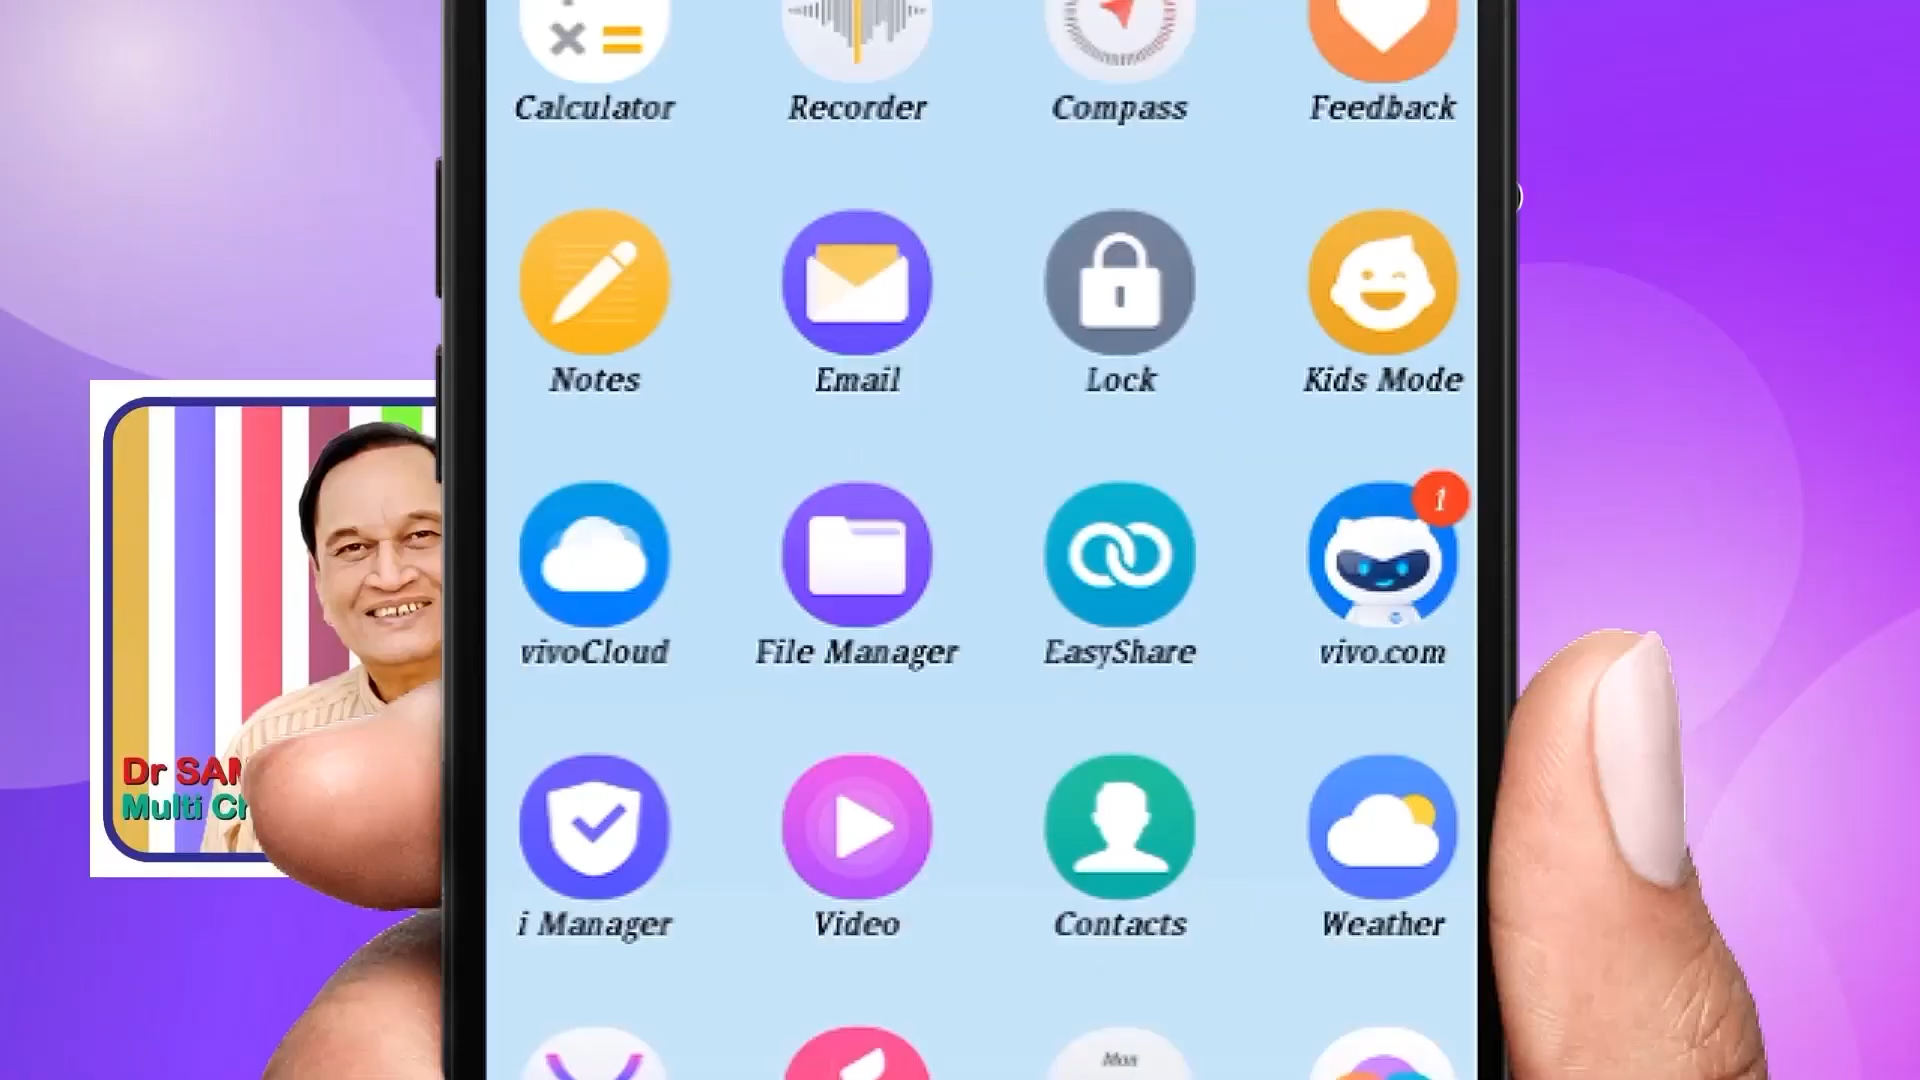 Calculator Recorder Compass Feedback
Notes Email Lock Kids Mode
1
vivoCloud File Manager EasyShare vivo.com
Dr
Multi
i Manager Video Contacts Weather
Mon